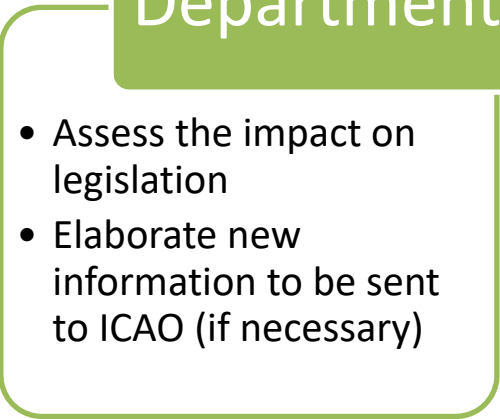 Department
• Assess the impact on
legislation
• Elaborate new
information to be sent
to ICAO (if necessary)